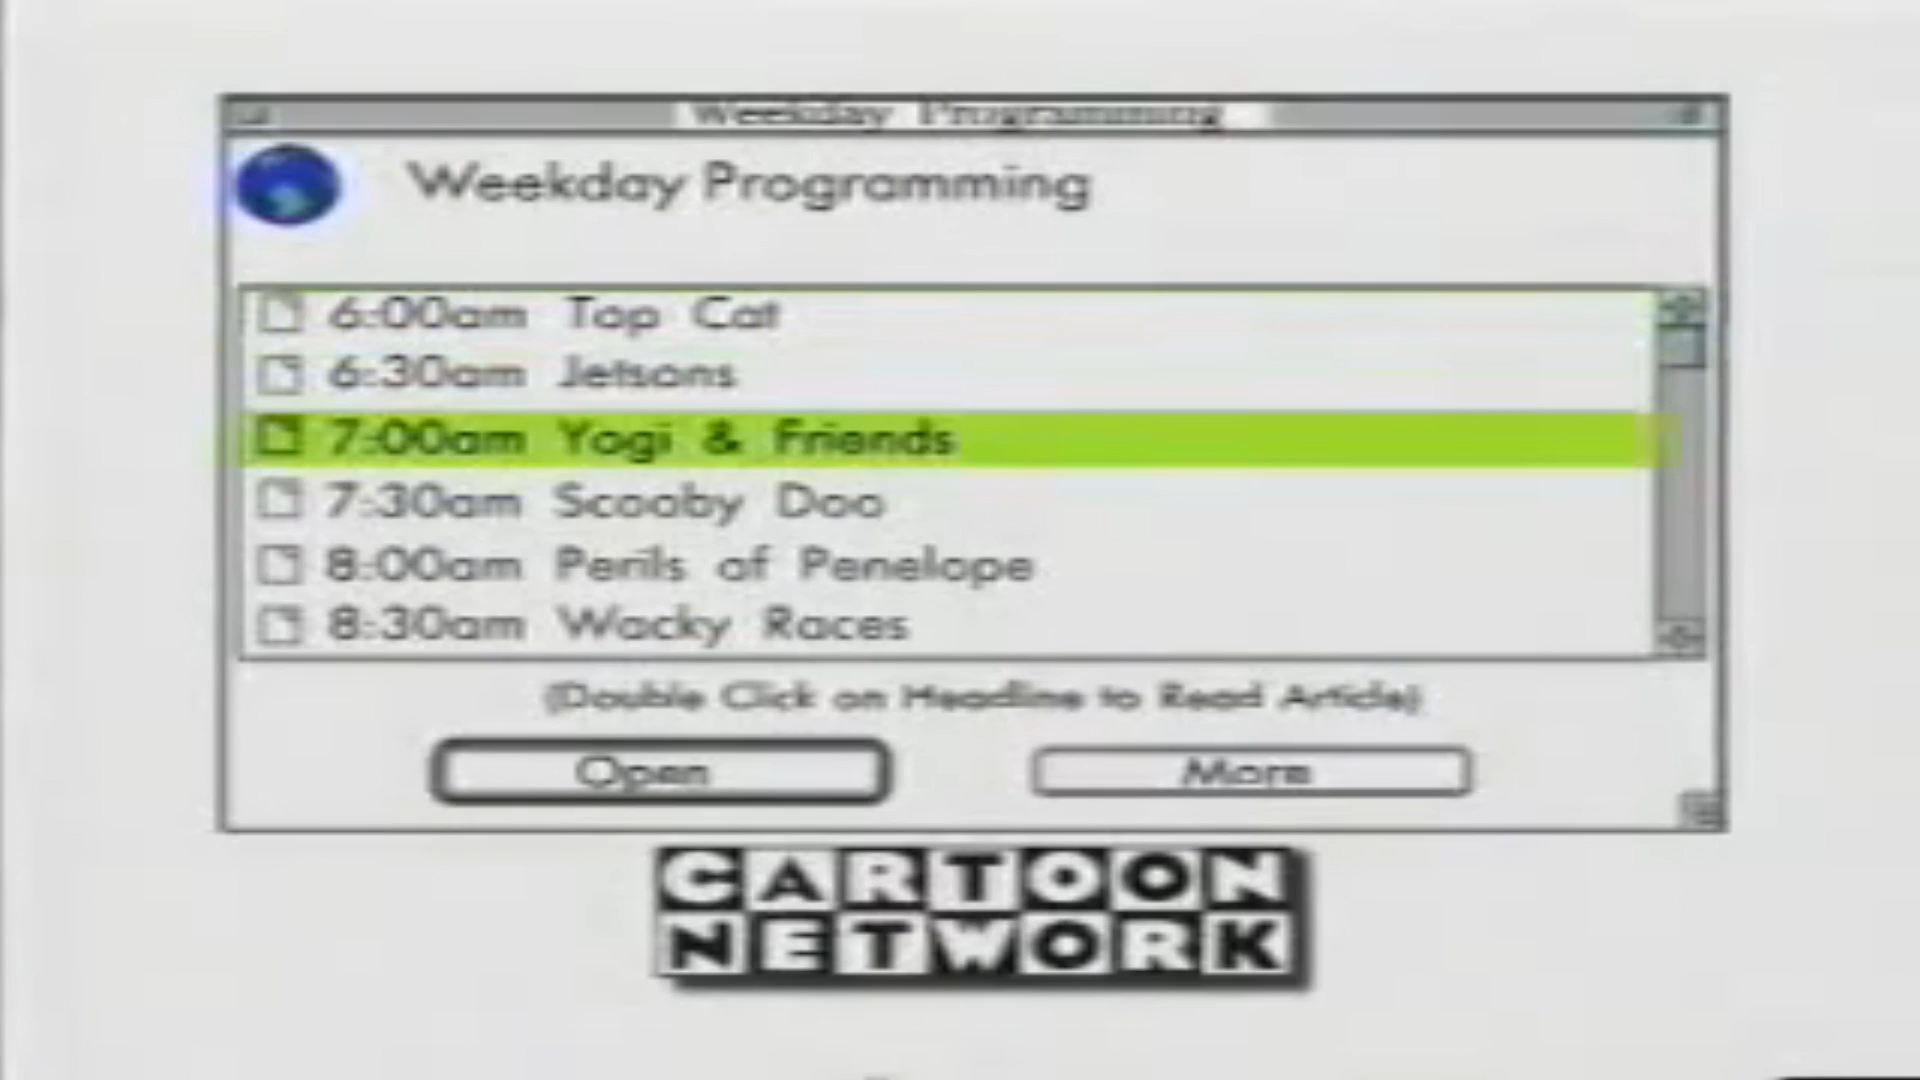 Weekday Programming
Weekday Programming
6:00am Top Cat
6:30am Jetsons
7:00am Yogi & Friends
7:30am Scooby Doo
8:00am Perils of Penelope
8:30am Wacky Races
(Double Click on Headline to Read Article)
Open More
CARTOON
NETWORK